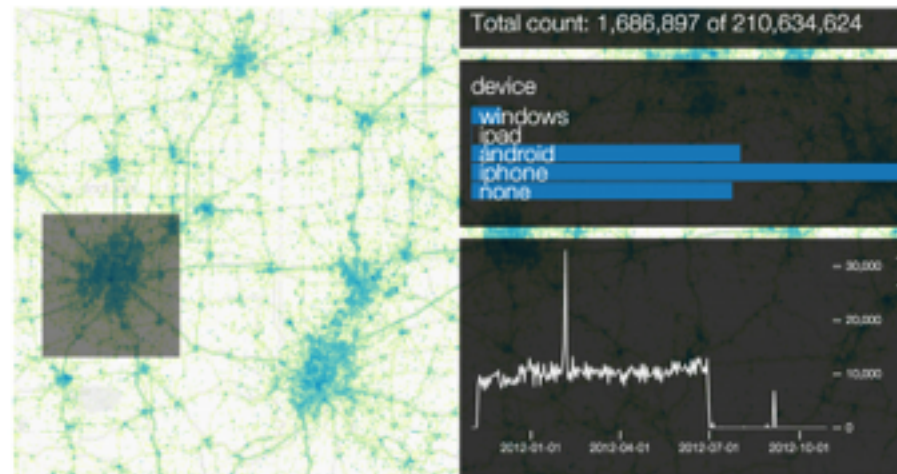 Total count: 1,686,897 of 210,634,624
device
windows
ipad
android
iphone
none
30,000
20,000
10,000
0
2012-01-01
2012-04-01
2012-07-01
2012-10-01